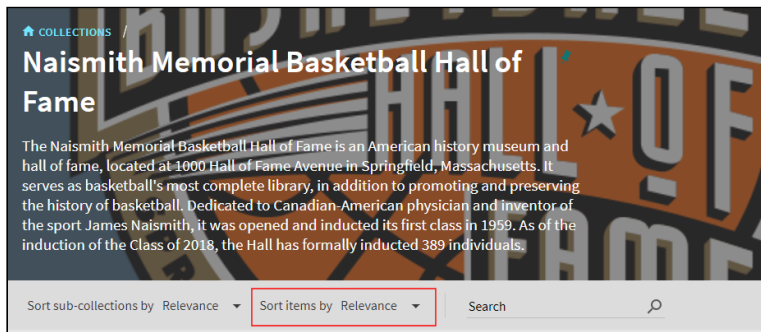 COLLECTIONS /
Naismith Memorial Basketball Hall of
Fame
The Naismith Memorial Basketball Hall of Fame is an American history museum and
hall of fame, located at 1000 Hall of Fame Avenue in Springfield, Massachusetts. It
serves as basketball's most complete library, in addition to promoting and preserving
the history of basketball. Dedicated to Canadian-American physician and inventor of
the sport James Naismith, it was opened and inducted its first class in 1959. As of the
induction of the Class of 2018, the Hall has formally inducted 389 individuals.
HALL OF
FAME
Sort sub-collections by Relevance Sort items by Relevance Search